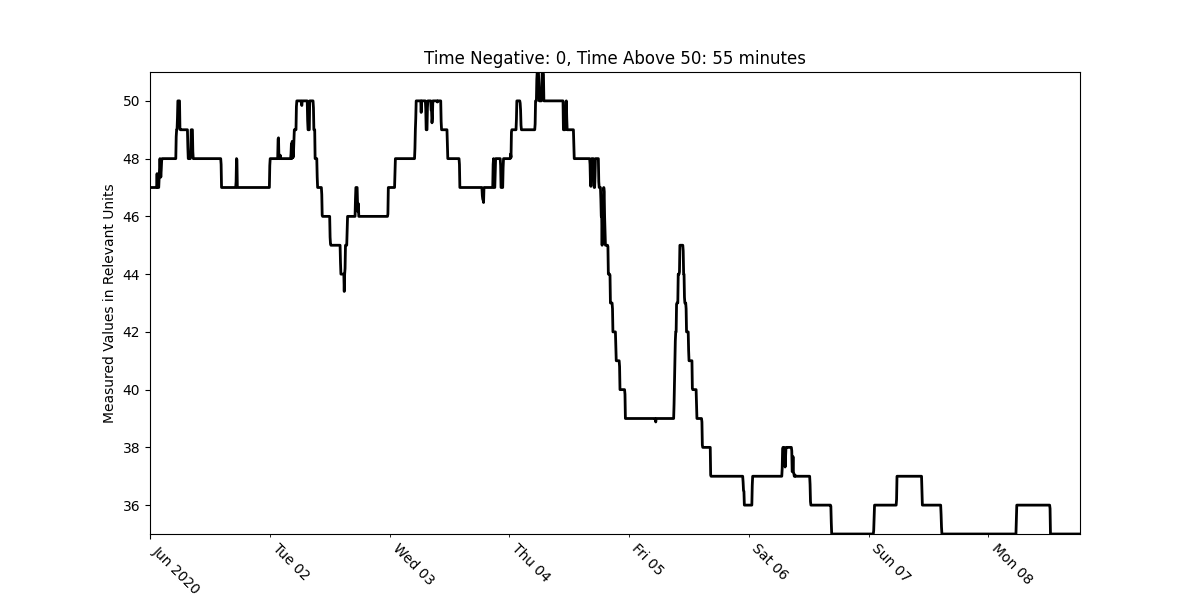 Time Negative: 0, Time Above 50: 55 minutes
Measured Values in Relevant Units
50
48
46
44
42
40
38
36
Jun 2020
Tue 02
Wed 03
Thu 04
Fri 05
Sat 06
Sun 07
Mon 08